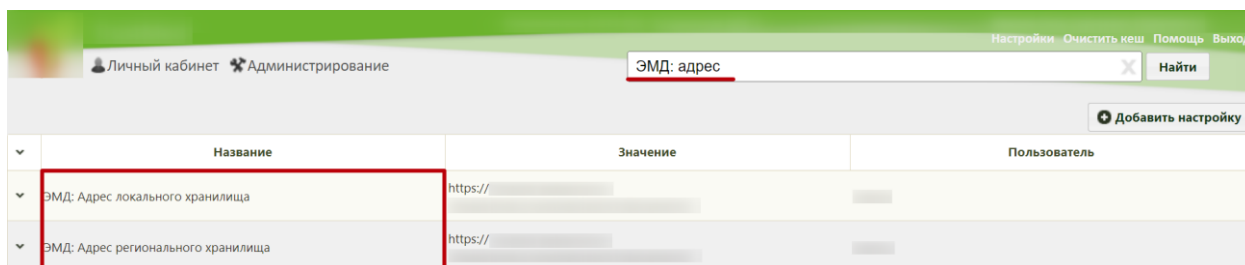 Настройки Очистить кеш Помощь Выход
Личный кабинет Администрирование
ЭМД: адрес
Найти
Добавить настройку
Название Значение Пользователь
ЭМД: Адрес локального хранилища https://
ЭМД: Адрес регионального хранилища https://